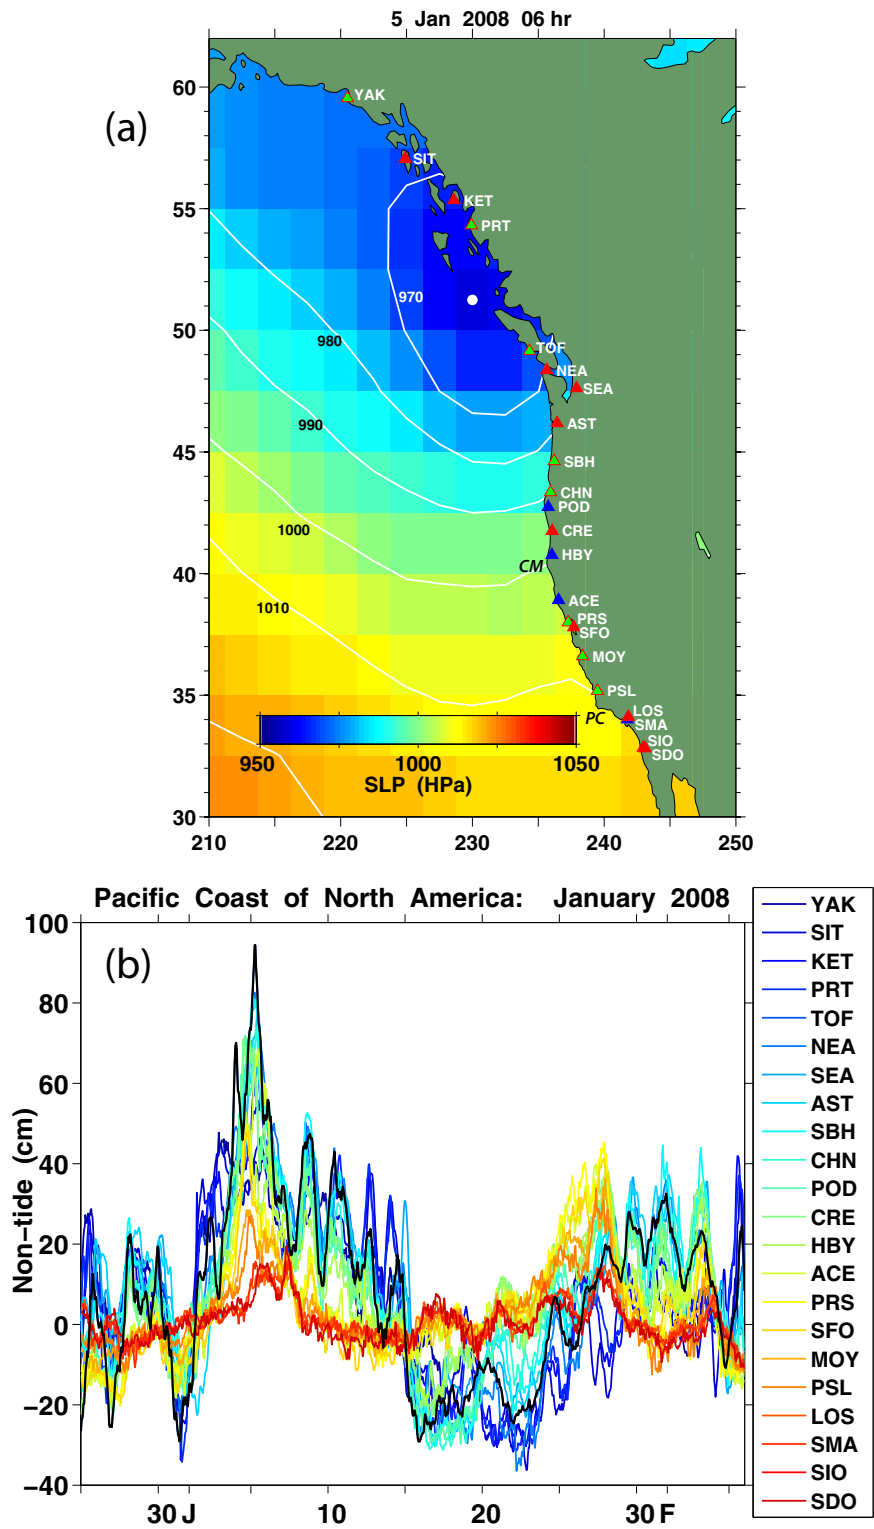 5 Jan 2008 06 hr
(a)
60
55
50
45
40
35
30
YAK
SIT
KET
PRT
970
980
TOF
NEA
SEA
990
AST
SBH
CHN
POD
1000
CRE
HBY
CM
1010
ACE
PRS
SFO
MOY
PSL
LOS
PC
SMA
SIO
SDO
950 1000 1050
SLP (HPa)
210 220 230 240 250
Pacific Coast of North America: January 2008
(b)
Non-tide (cm)
100
80
60
40
20
0
−20
−40
30 J 10 20 30 F
YAK
SIT
KET
PRT
TOF
NEA
SEA
AST
SBH
CHN
POD
CRE
HBY
ACE
PRS
SFO
MOY
PSL
LOS
SMA
SIO
SDO